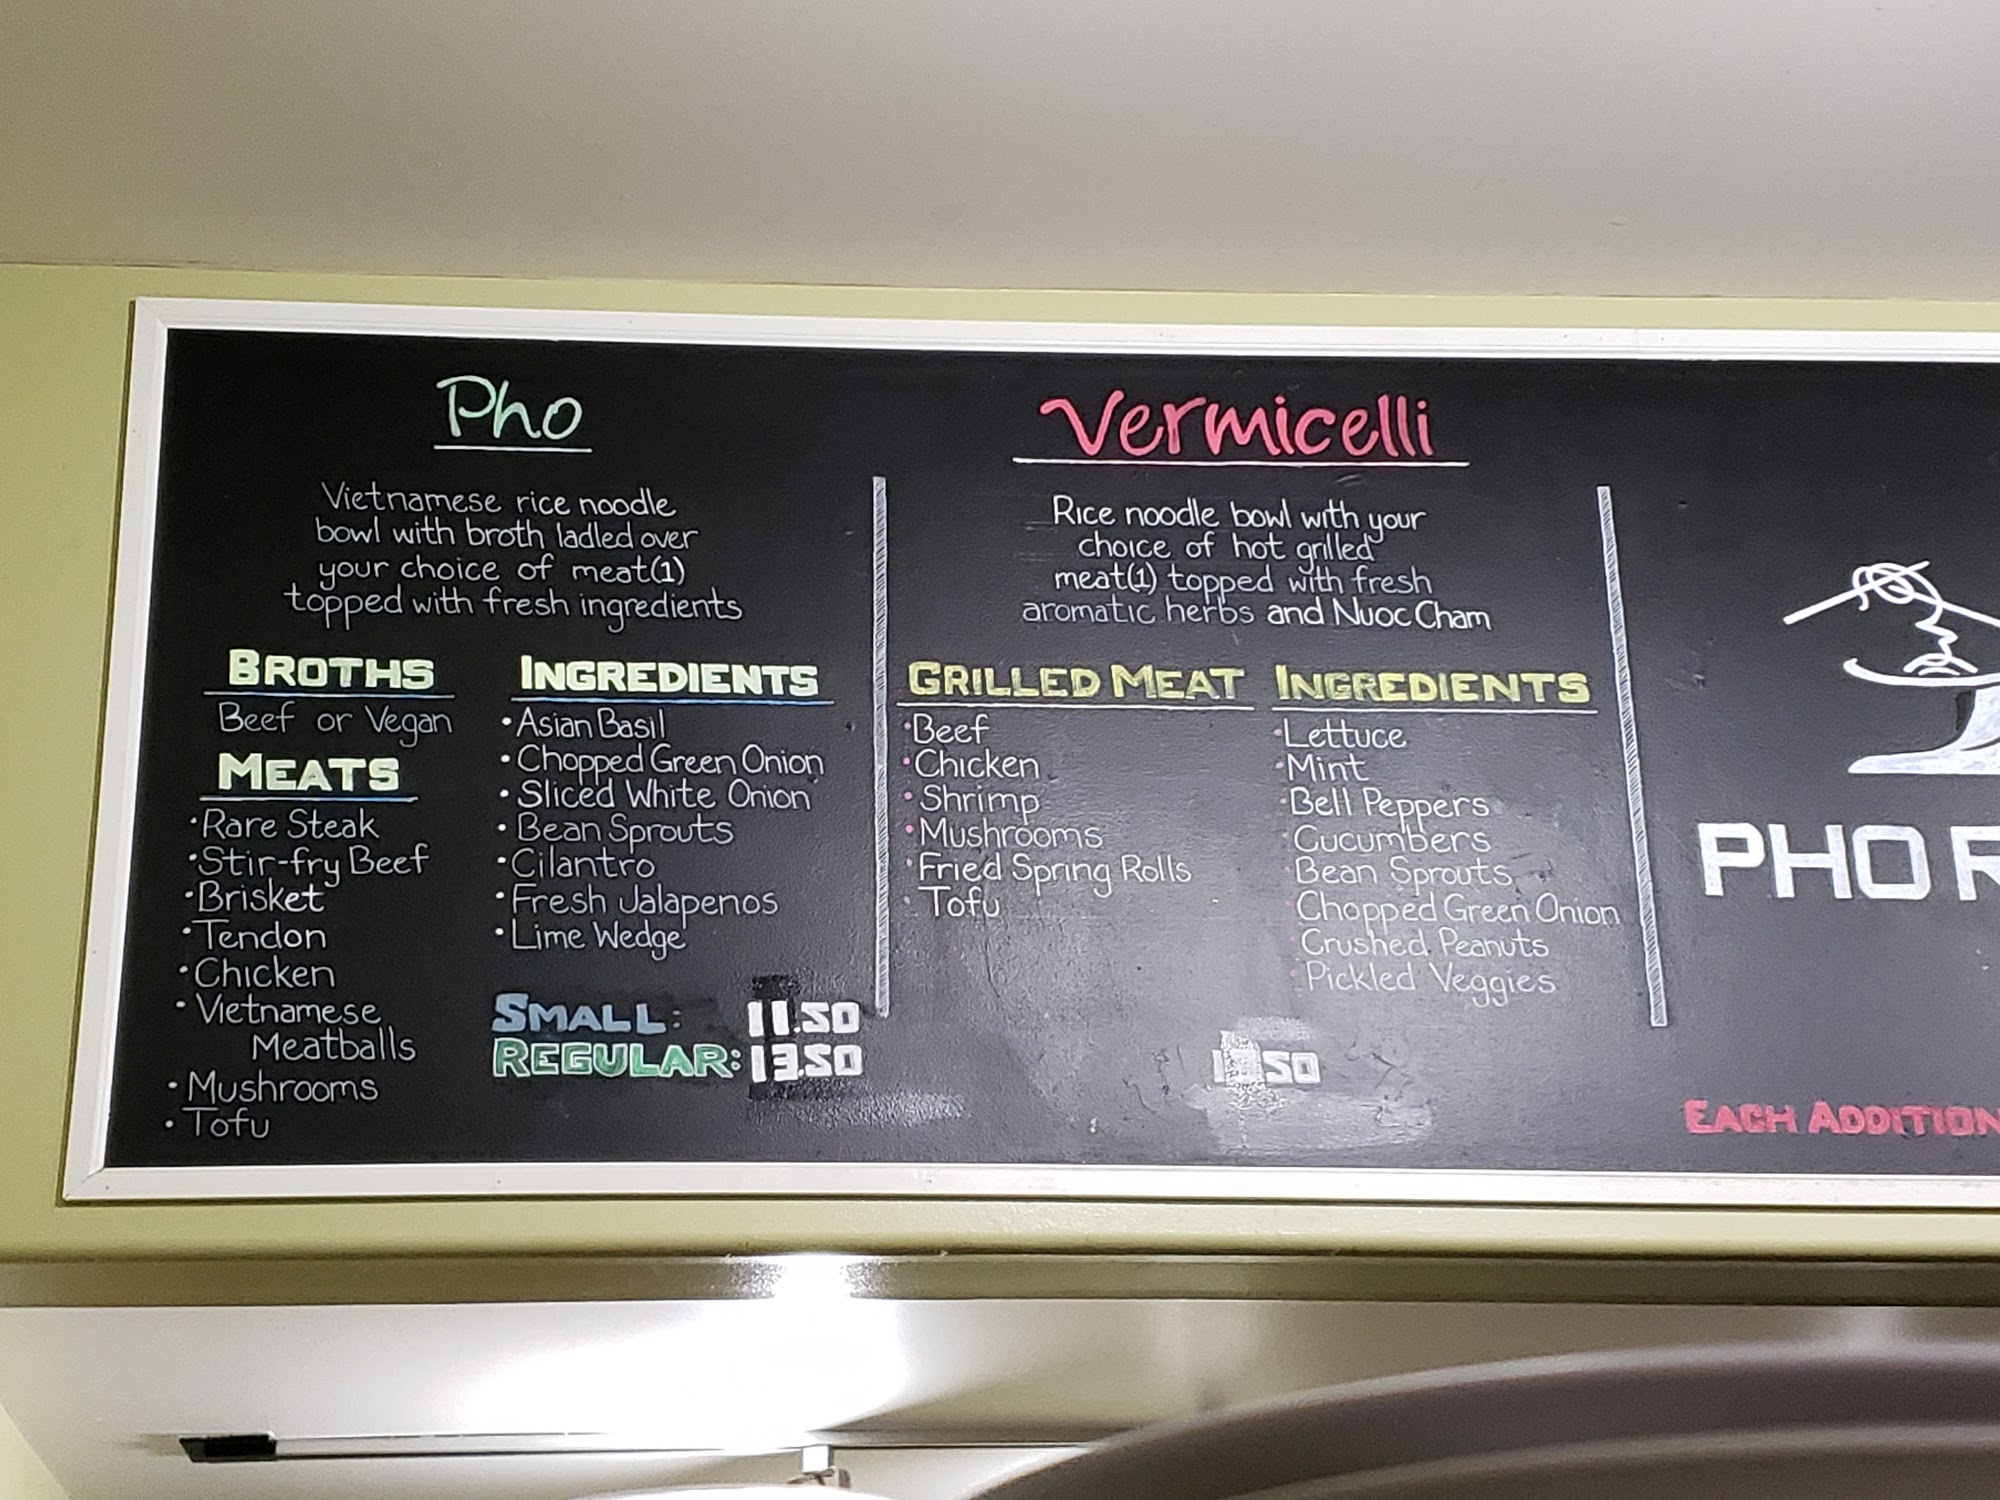 Pho
Vietnamese rice noodle
bowl with broth ladled over
your choice of meat(1)
topped with fresh ingredients
BROTHS
Beef or Vegan
MEATS
• Rare Steak
• Stir-fry Beef
• Brisket
• Tendon
• Chicken
• Vietnamese
Meatballs
• Mushrooms
• Tofu
INGREDIENTS
• Asian Basil
• Chopped Green Onion
• Sliced White Onion
• Bean Sprouts
• Cilantro
• Fresh Jalapenos
• Lime Wedge
SMALL: 11.50
REGULAR: 13.50
Vermicelli
Rice noodle bowl with your
choice of hot grilled
meat(1) topped with fresh
aromatic herbs and Nuoc Cham
GRILLED MEAT
• Beef
• Chicken
• Shrimp
• Mushrooms
• Fried Spring Rolls
• Tofu
INGREDIENTS
• Lettuce
• Mint
• Bell Peppers
• Cucumbers
• Bean Sprouts
• Chopped Green Onion
• Crushed Peanuts
• Pickled Veggies
PHO
EACH ADDITION